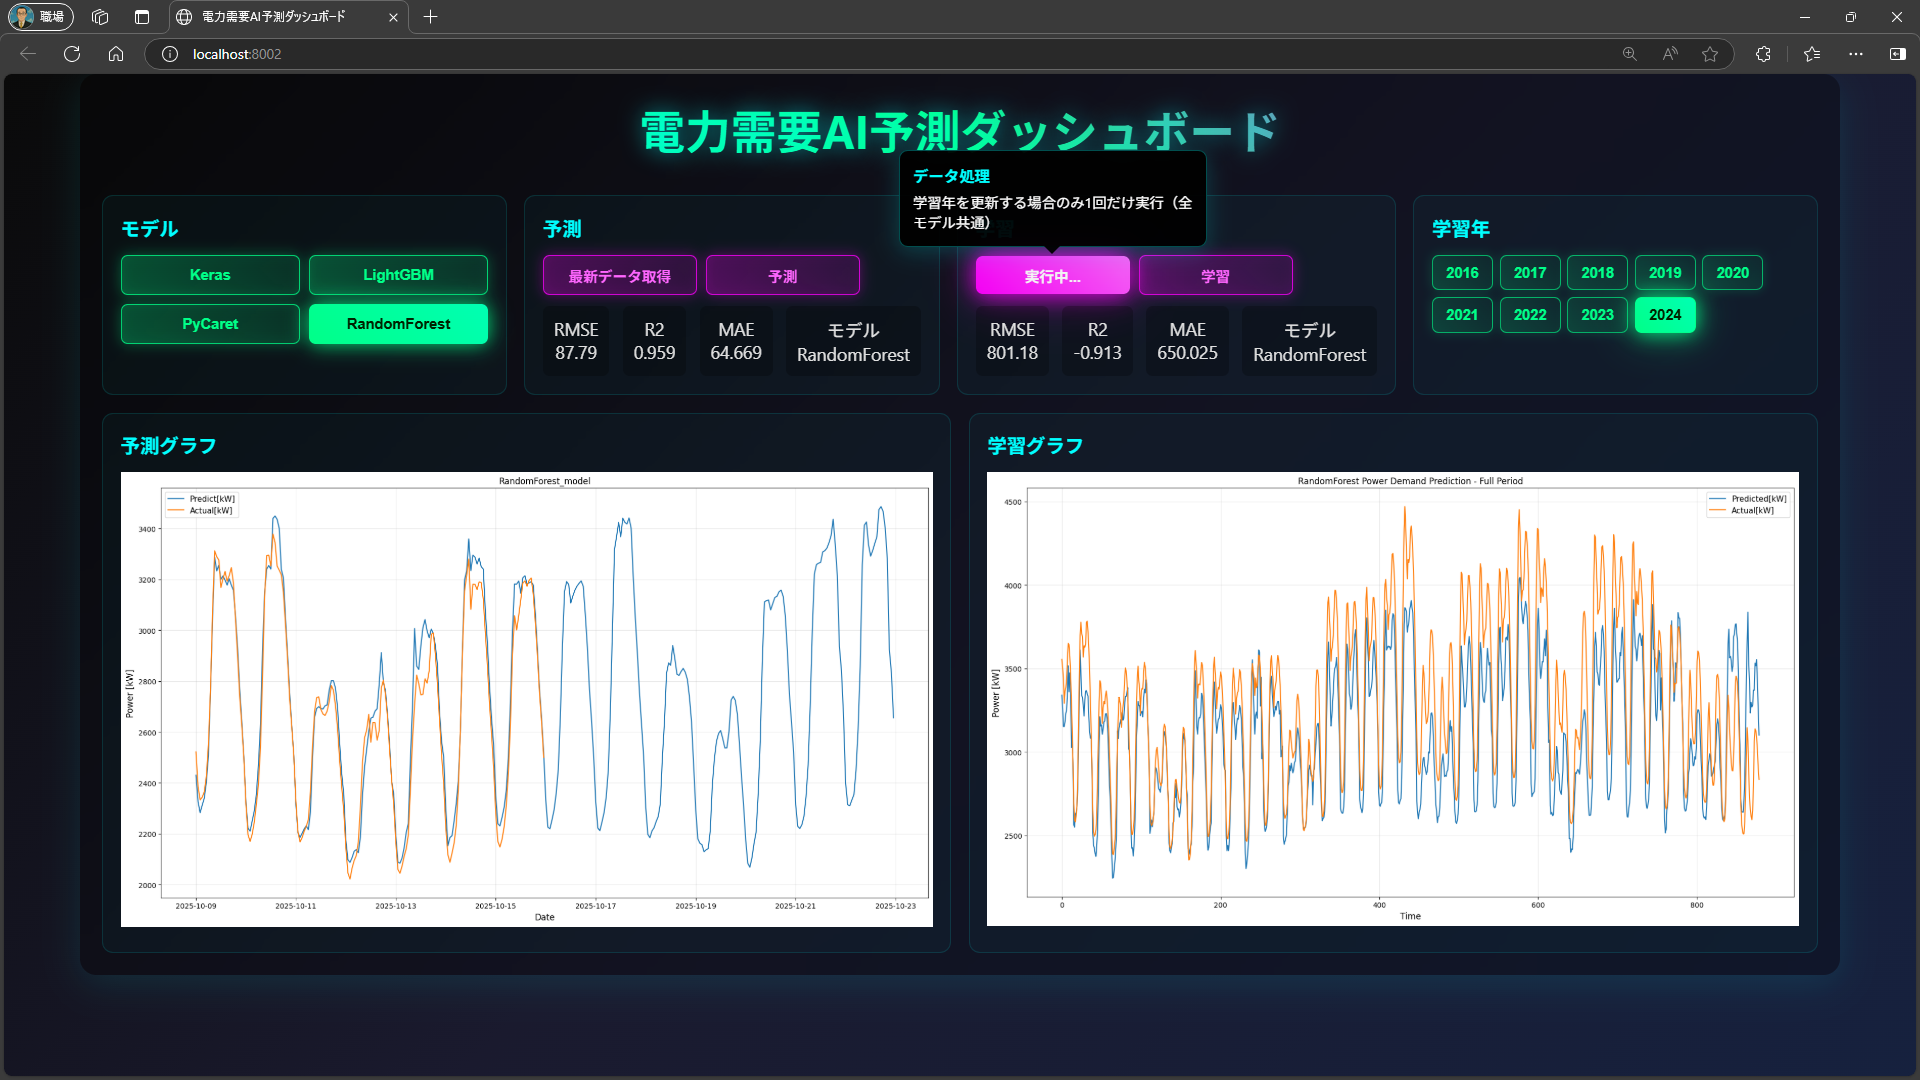 職場
電力需要AI予測ダッシュボード
localhost:8002
電力需要AI予測ダッシュボード
データ処理
学習年を更新する場合のみ1回だけ実行（全
モデル共通）
モデル
Keras
LightGBM
PyCaret
RandomForest
予測
最新データ取得
予測
RMSE
87.79
R2
0.959
MAE
64.669
モデル
RandomForest
実行中...
学習
RMSE
801.18
R2
-0.913
MAE
650.025
モデル
RandomForest
学習年
2016
2017
2018
2019
2020
2021
2022
2023
2024
予測グラフ
RandomForest_model
Predict[kW]
Actual[kW]
Power [kW]
3400
3200
3000
2800
2600
2400
2200
2000
2025-10-09
2025-10-11
2025-10-13
2025-10-15
2025-10-17
2025-10-19
2025-10-21
2025-10-23
Date
学習グラフ
RandomForest Power Demand Prediction - Full Period
Predicted[kW]
Actual[kW]
Power [kW]
4500
4000
3500
3000
2500
0
200
400
600
800
Time